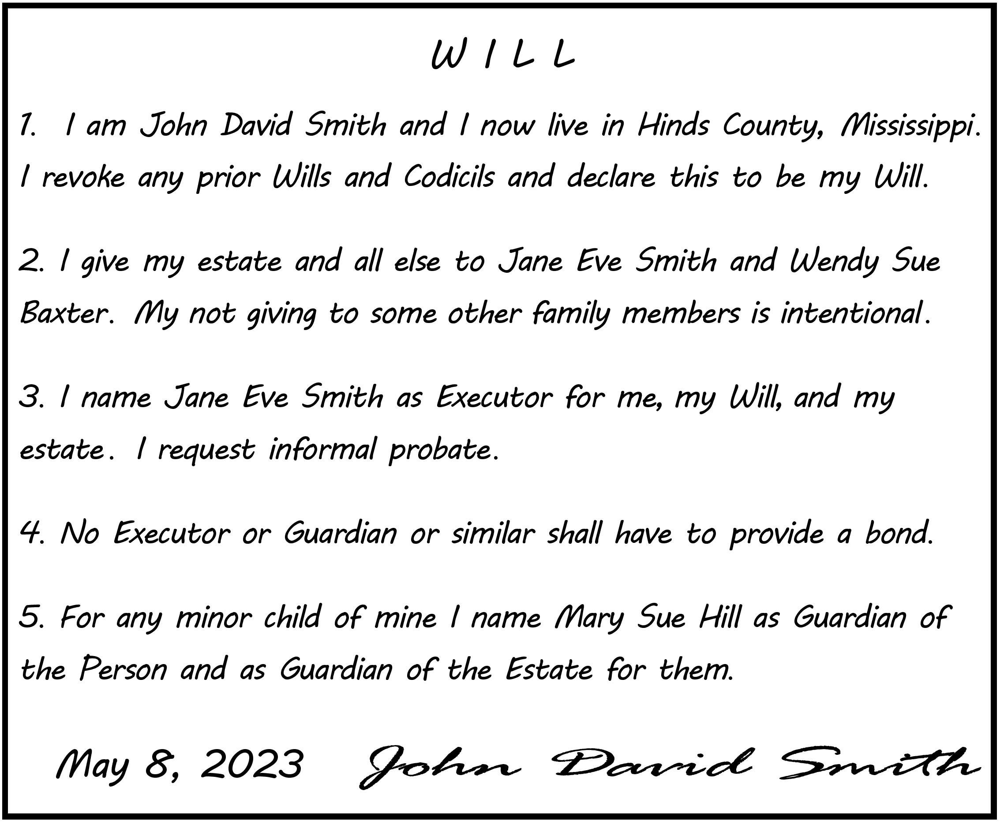 W I L L
1. I am John David Smith and I now live in Hinds County, Mississippi.
I revoke any prior Wills and Codicils and declare this to be my Will.
2. I give my estate and all else to Jane Eve Smith and Wendy Sue
Baxter. My not giving to some other family members is intentional.
3. I name Jane Eve Smith as Executor for me, my Will, and my
estate. I request informal probate.
4. No Executor or Guardian or similar shall have to provide a bond.
5. For any minor child of mine I name Mary Sue Hill as Guardian of
the Person and as Guardian of the Estate for them.
May 8, 2023 John David Smith